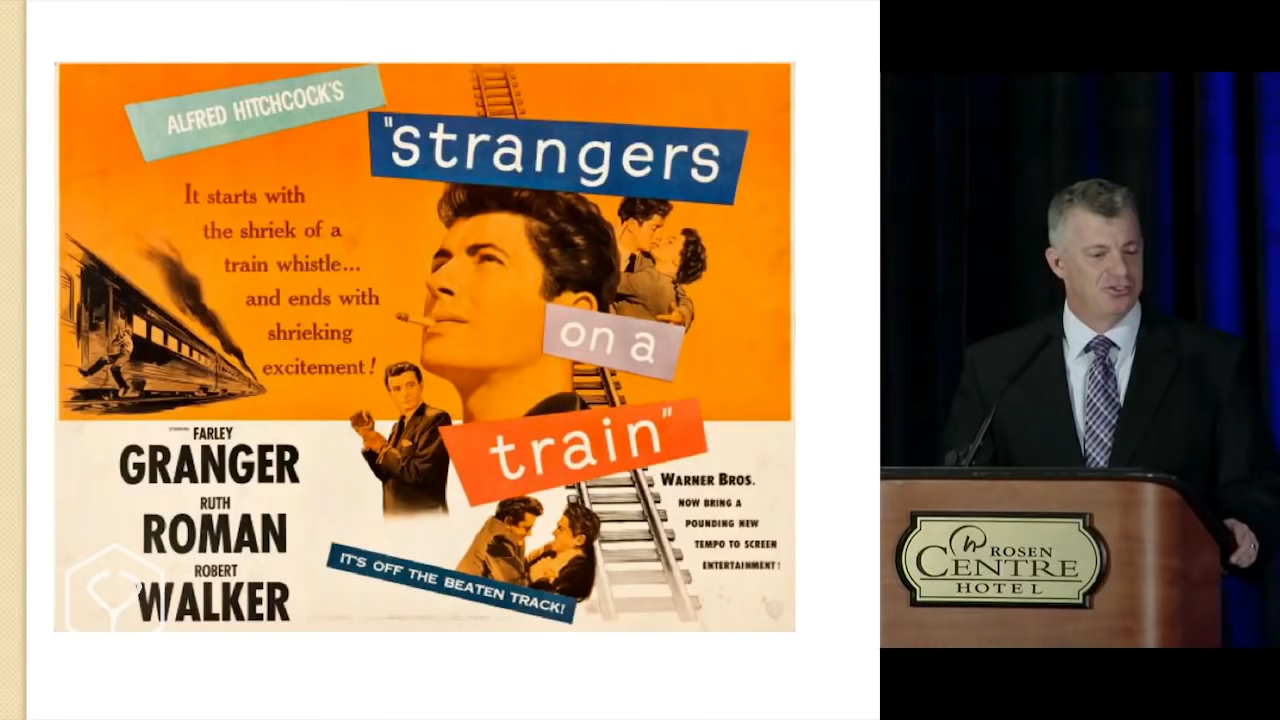 ALFRED HITCHCOCK'S
"strangers
on a
train"
It starts with
the shriek of a
train whistle...
and ends with
shrieking
excitement!
FARLEY
GRANGER
RUTH
ROMAN
ROBERT
WALKER
IT'S OFF THE BEATEN TRACK!
WARNER BROS.
NOW BRING A
POUNDING NEW
TEMPO TO SCREEN
ENTERTAINMENT!
ROSEN
CENTRE
HOTEL